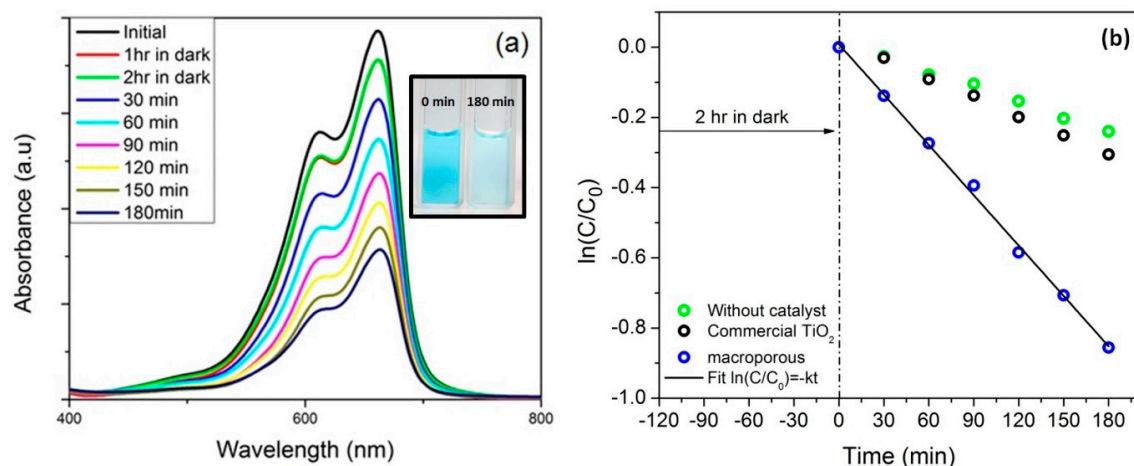 (a)
Initial
1hr in dark
2hr in dark
30 min
60 min
90 min
120 min
150 min
180min
0 min 180 min
Absorbance (a.u)
400 600 800
Wavelength (nm)
(b)
0.0
-0.2
-0.4
-0.6
-0.8
-1.0
ln(C/C₀)
2 hr in dark
Without catalyst
Commercial TiO₂
macroporous
Fit ln(C/C₀)=-kt
-120 -90 -60 -30 0 30 60 90 120 150 180
Time (min)